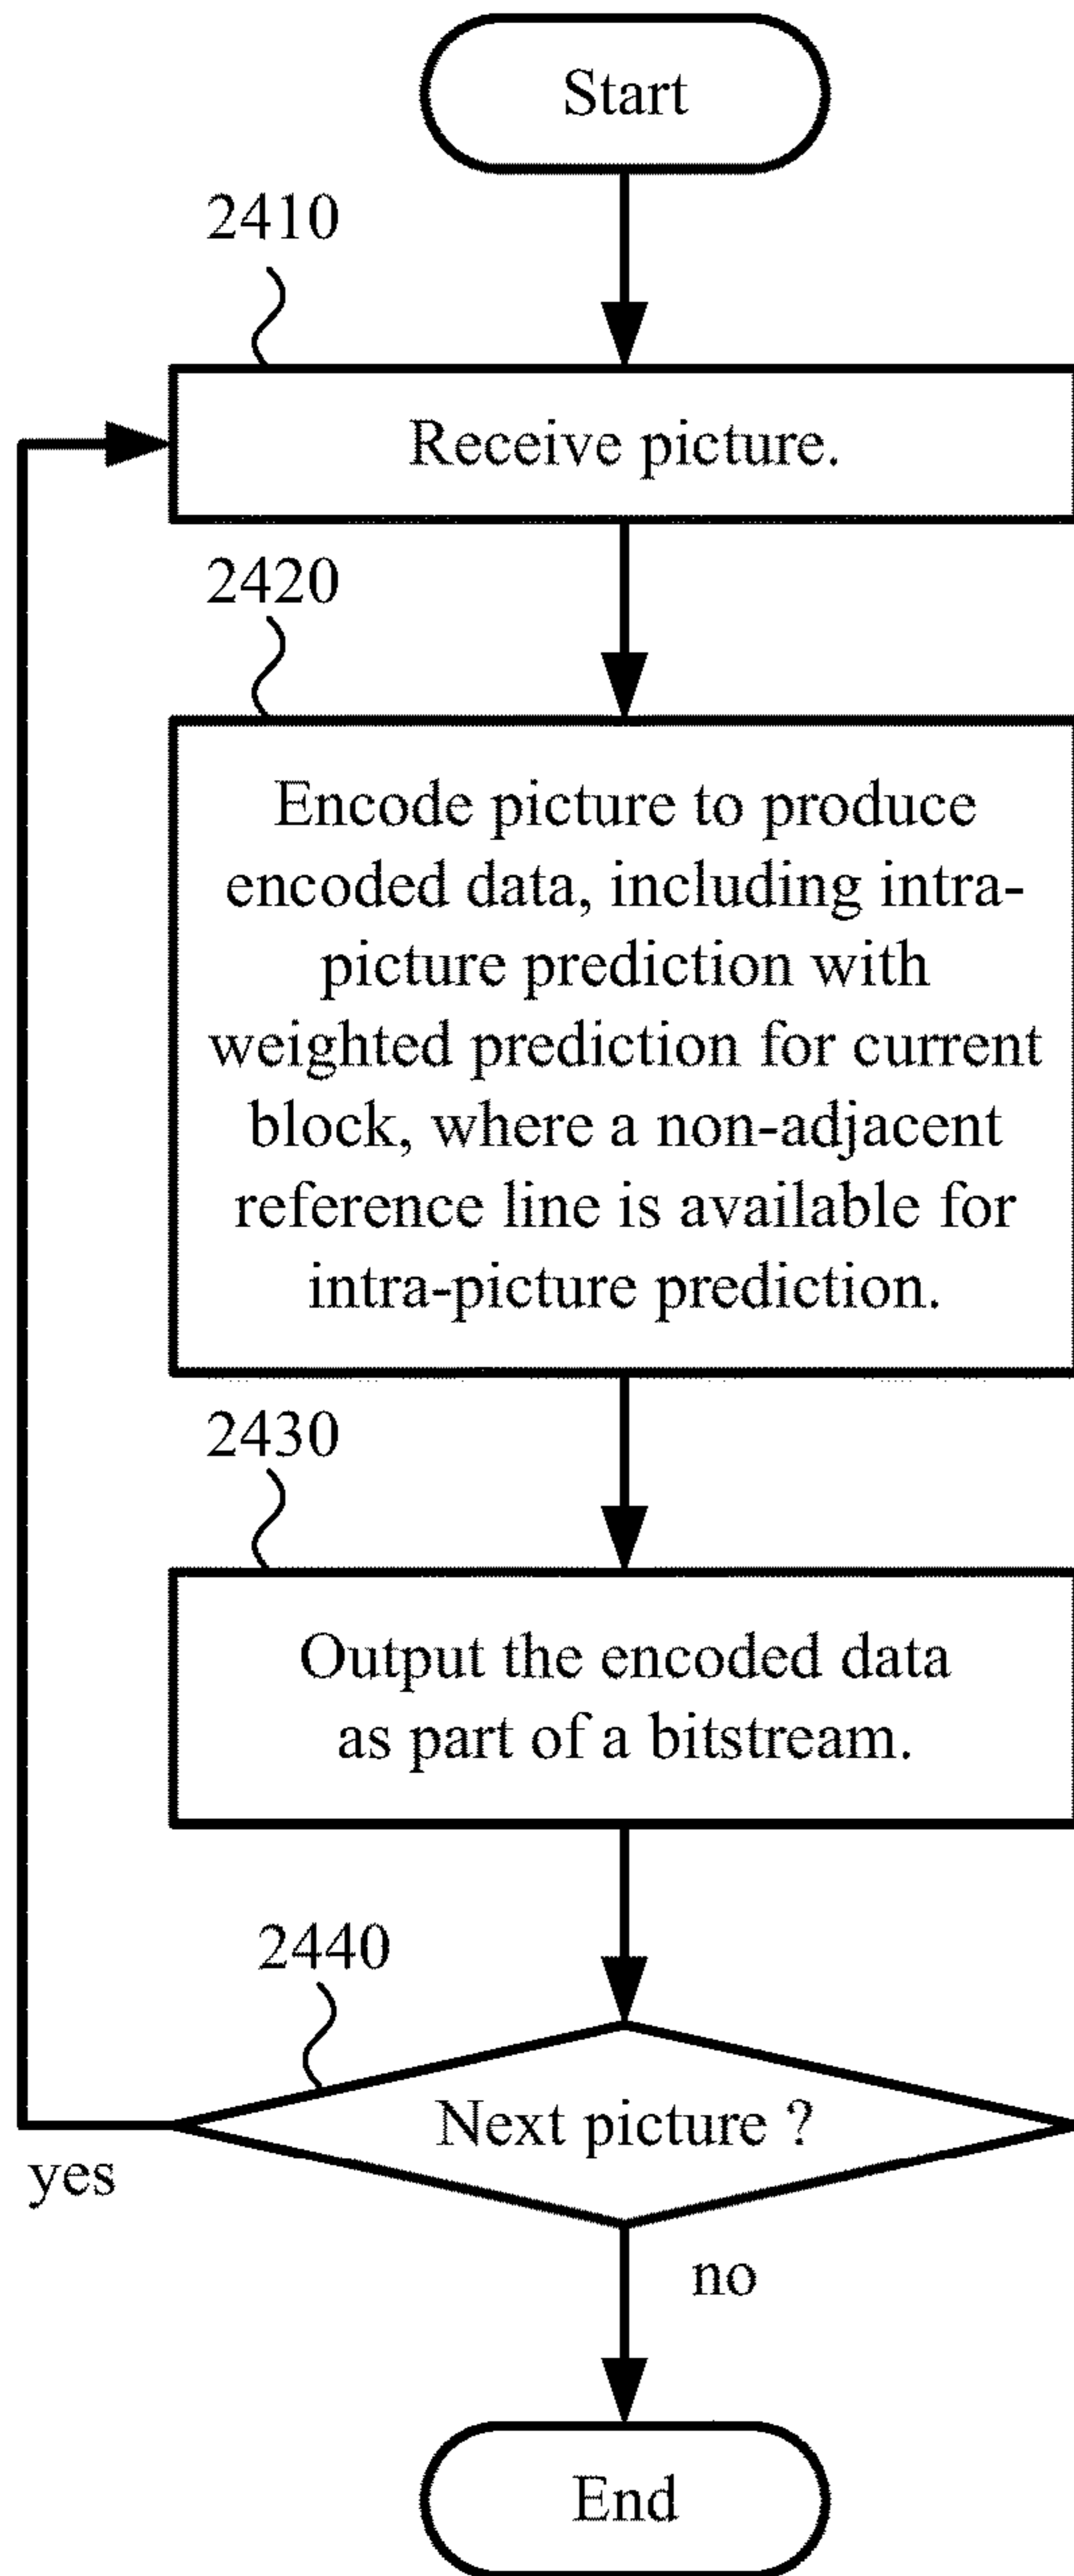 Start
2410
Receive picture.
2420
Encode picture to produce
encoded data, including intra-
picture prediction with
weighted prediction for current
block, where a non-adjacent
reference line is available for
intra-picture prediction.
2430
Output the encoded data
as part of a bitstream.
2440
Next picture ?
yes
no
End